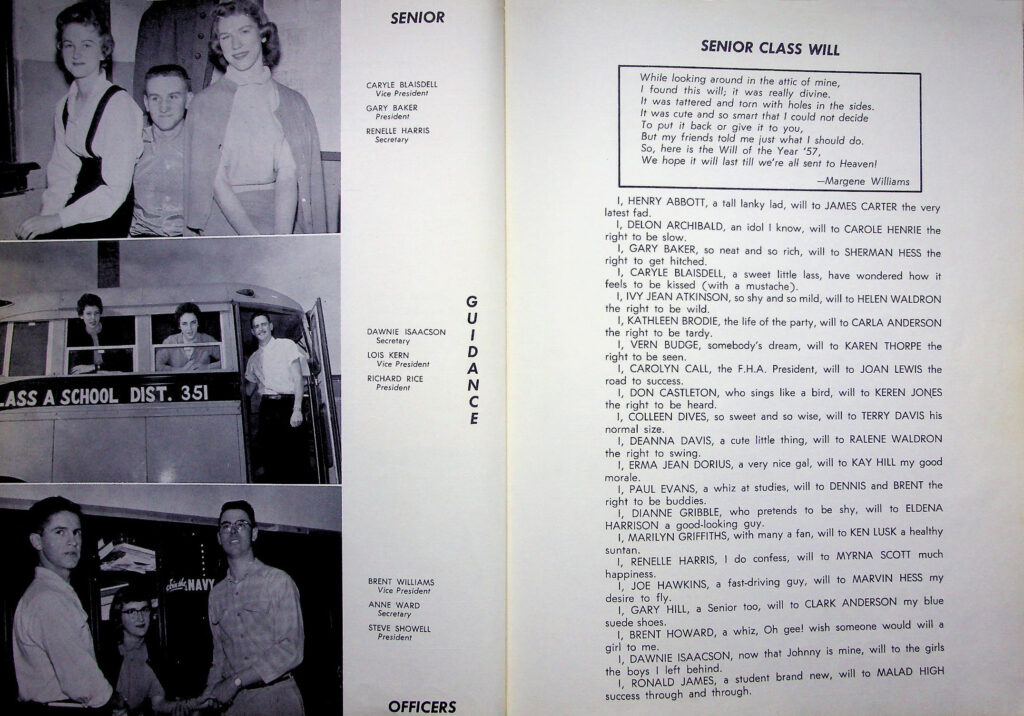 SENIOR
CARYLE BLAISDELL
Vice President
GARY BAKER
President
RENELLE HARRIS
Secretary
CLASS A SCHOOL DIST. 351
GUIDANCE
DAWNIE ISAACSON
Secretary
LOIS KERN
Vice President
RICHARD RICE
President
Join the NAVY
BRENT WILLIAMS
Vice President
ANNE WARD
Secretary
STEVE SHOWELL
President
OFFICERS
SENIOR CLASS WILL
While looking around in the attic of mine,
I found this will; it was really divine.
It was tattered and torn with holes in the sides.
It was cute and so smart that I could not decide
To put it back or give it to you,
But my friends told me just what I should do.
So, here is the Will of the Year '57,
We hope it will last till we're all sent to Heaven!
—Margene Williams
I, HENRY ABBOTT, a tall lanky lad, will to JAMES CARTER the very
latest fad.
I, DELON ARCHIBALD, an idol I know, will to CAROLE HENRIE the
right to be slow.
I, GARY BAKER, so neat and so rich, will to SHERMAN HESS the
right to get hitched.
I, CARYLE BLAISDELL, a sweet little lass, have wondered how it
feels to be kissed (with a mustache).
I, IVY JEAN ATKINSON, so shy and so mild, will to HELEN WALDRON
the right to be wild.
I, KATHLEEN BRODIE, the life of the party, will to CARLA ANDERSON
the right to be tardy.
I, VERN BUDGE, somebody's dream, will to KAREN THORPE the
right to be seen.
I, CAROLYN CALL, the F.H.A. President, will to JOAN LEWIS the
road to success.
I, DON CASTLETON, who sings like a bird, will to KEREN JONES
the right to be heard.
I, COLLEEN DIVES, so sweet and so wise, will to TERRY DAVIS his
normal size.
I, DEANNA DAVIS, a cute little thing, will to RALENE WALDRON
the right to swing.
I, ERMA JEAN DORIUS, a very nice gal, will to KAY HILL my good
morale.
I, PAUL EVANS, a whiz at studies, will to DENNIS and BRENT the
right to be buddies.
I, DIANNE GRIBBLE, who pretends to be shy, will to ELDENA
HARRISON a good-looking guy.
I, MARILYN GRIFFITHS, with many a fan, will to KEN LUSK a healthy
suntan.
I, RENELLE HARRIS, I do confess, will to MYRNA SCOTT much
happiness.
I, JOE HAWKINS, a fast-driving guy, will to MARVIN HESS my
desire to fly.
I, GARY HILL, a Senior too, will to CLARK ANDERSON my blue
suede shoes.
I, BRENT HOWARD, a whiz, Oh gee! wish someone would will a
girl to me.
I, DAWNIE ISAACSON, now that Johnny is mine, will to the girls
the boys I left behind.
I, RONALD JAMES, a student brand new, will to MALAD HIGH
success through and through.